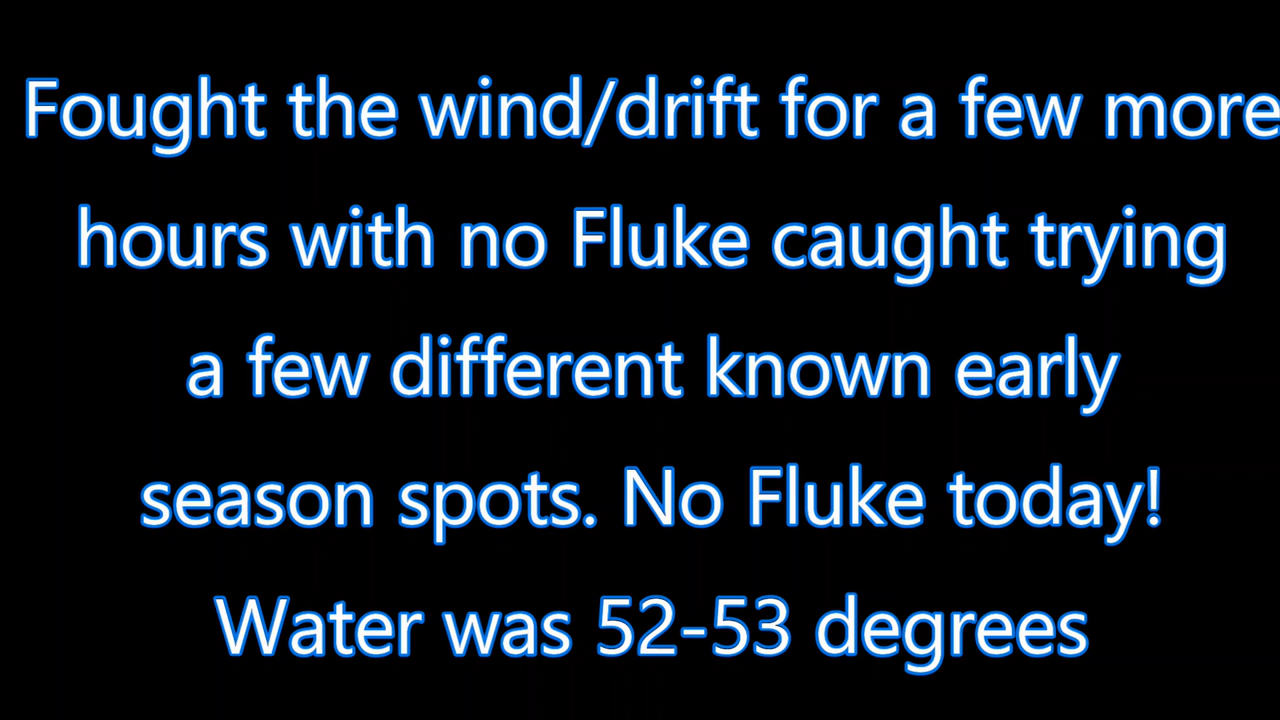 Fought the wind/drift for a few more
hours with no Fluke caught trying
a few different known early
season spots. No Fluke today!
Water was 52-53 degrees